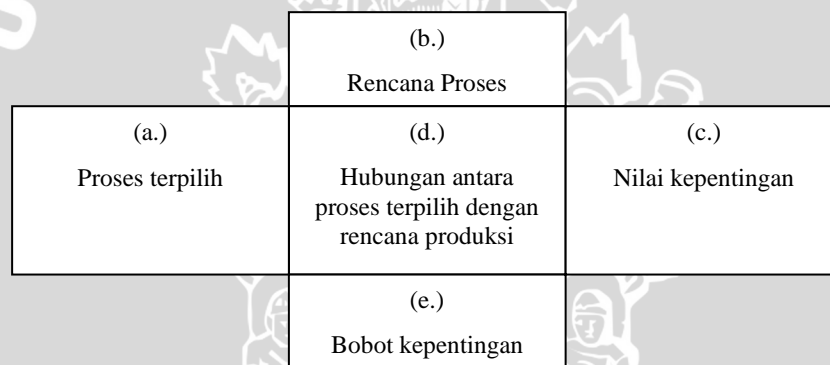 (b.)
Rencana Proses
(a.)
Proses terpilih
(d.)
Hubungan antara
proses terpilih dengan
rencana produksi
(c.)
Nilai kepentingan
(e.)
Bobot kepentingan